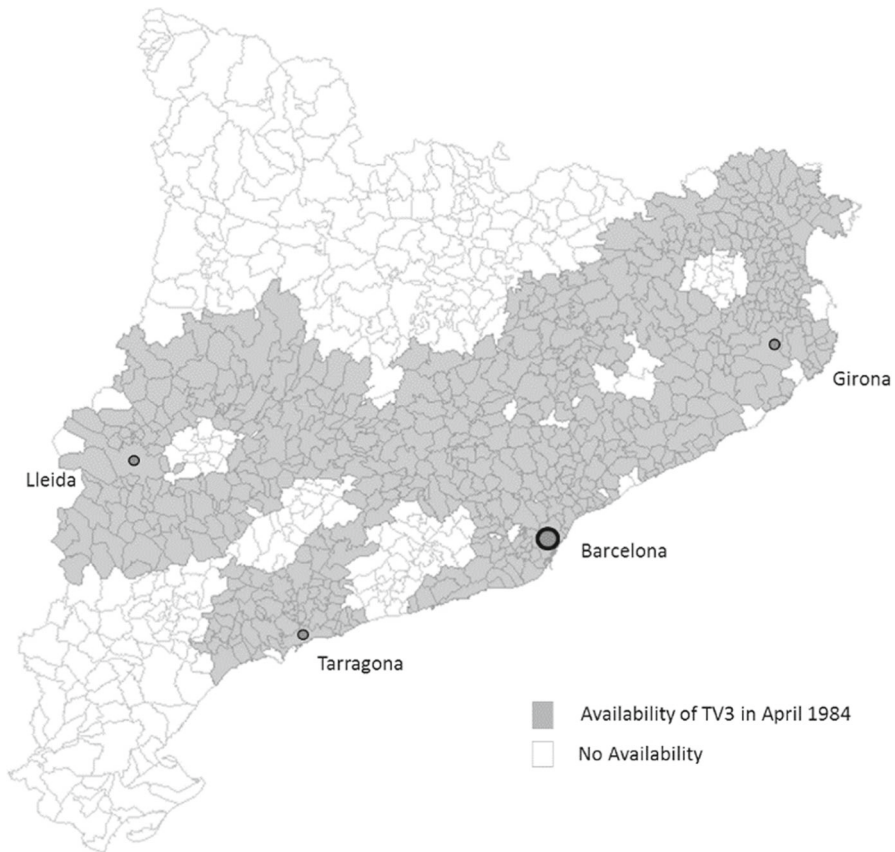 Girona
Lleida
Barcelona
Tarragona
Availability of TV3 in April 1984
No Availability